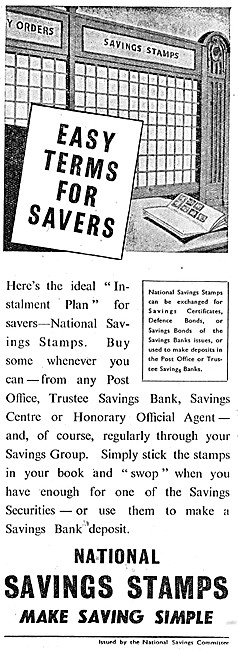 Y ORDERS
SAVINGS STAMPS
EASY
TERMS
FOR
SAVERS
Here's the ideal "In-
stalment Plan" for
savers—National Sav-
ings Stamps. Buy
some whenever you
can—from any Post
Office, Trustee Savings Bank, Savings
Centre or Honorary Official Agent—
and, of course, regularly through your
Savings Group. Simply stick the stamps
in your book and "swop" when you
have enough for one of the Savings
Securities—or use them to make a
Savings Bank deposit.
National Savings Stamps
can be exchanged for
Savings Certificates,
Defence Bonds, or
Savings Bonds of the
Savings Banks issues, or
used to make deposits in
the Post Office or Trus-
tee Savings Banks.
NATIONAL
SAVINGS STAMPS
MAKE SAVING SIMPLE
Issued by the National Savings Committee